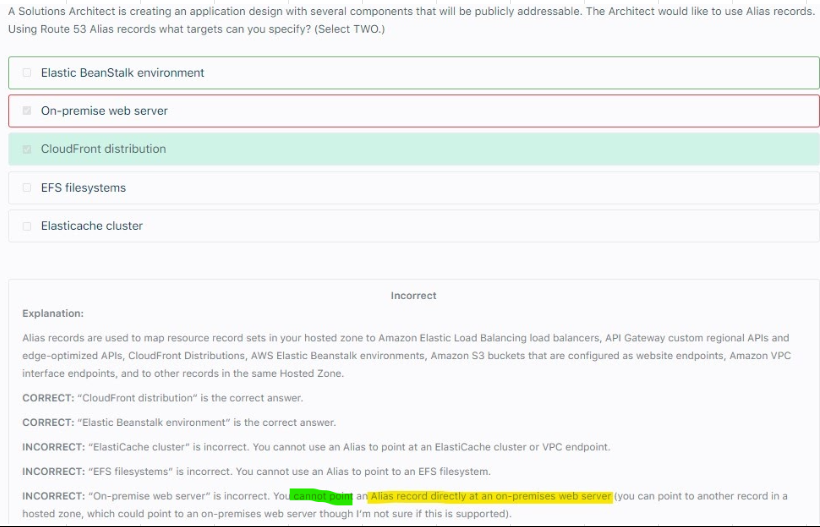 A Solutions Architect is creating an application design with several components that will be publicly addressable. The Architect would like to use Alias records.
Using Route 53 Alias records what targets can you specify? (Select TWO.)
Elastic BeanStalk environment
On-premise web server
CloudFront distribution
EFS filesystems
Elasticache cluster
Incorrect
Explanation:
Alias records are used to map resource record sets in your hosted zone to Amazon Elastic Load Balancing load balancers, API Gateway custom regional APIs and
edge-optimized APIs, CloudFront Distributions, AWS Elastic Beanstalk environments, Amazon S3 buckets that are configured as website endpoints, Amazon VPC
interface endpoints, and to other records in the same Hosted Zone.
CORRECT: "CloudFront distribution" is the correct answer.
CORRECT: "Elastic Beanstalk environment" is the correct answer.
INCORRECT: "ElastiCache cluster" is incorrect. You cannot use an Alias to point at an ElastiCache cluster or VPC endpoint.
INCORRECT: "EFS filesystems" is incorrect. You cannot use an Alias to point to an EFS filesystem.
INCORRECT: "On-premise web server" is incorrect. You cannot point an Alias record directly at an on-premises web server (you can point to another record in a
hosted zone, which could point to an on-premises web server though I'm not sure if this is supported).